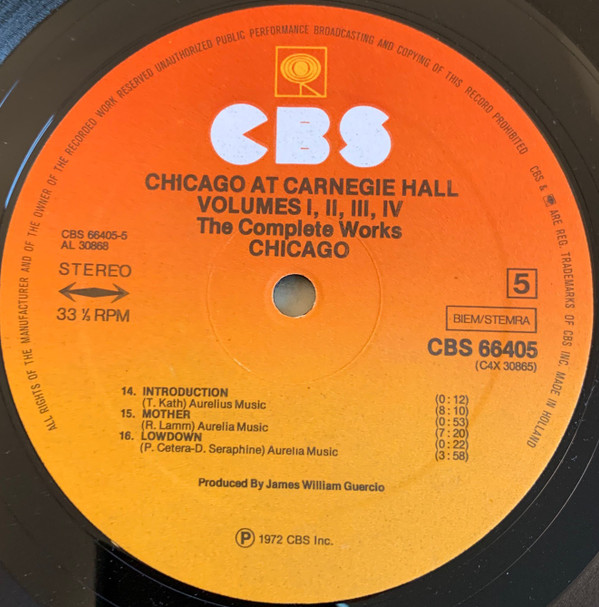 ALL RIGHTS OF THE MANUFACTURER AND OF THE OWNER OF THE RECORDED WORK RESERVED UNAUTHORIZED PUBLIC PERFORMANCE BROADCASTING AND COPYING OF THIS RECORD PROHIBITED
CBS & ARE REG. TRADEMARKS OF CBS INC. MADE IN HOLLAND
CBS
CHICAGO AT CARNEGIE HALL
VOLUMES I, II, III, IV
The Complete Works
CHICAGO
CBS 66405-5
AL 30868
STEREO
33 ⅓ RPM
5
BIEM/STEMRA
CBS 66405
(C4X 30865)
14. INTRODUCTION (0:12)
(T. Kath) Aurelius Music (8:10)
15. MOTHER (0:53)
(R. Lamm) Aurelia Music (7:20)
16. LOWDOWN (0:22)
(P. Cetera-D. Seraphine) Aurelia Music (3:58)
Produced By James William Guercio
Ⓟ 1972 CBS Inc.